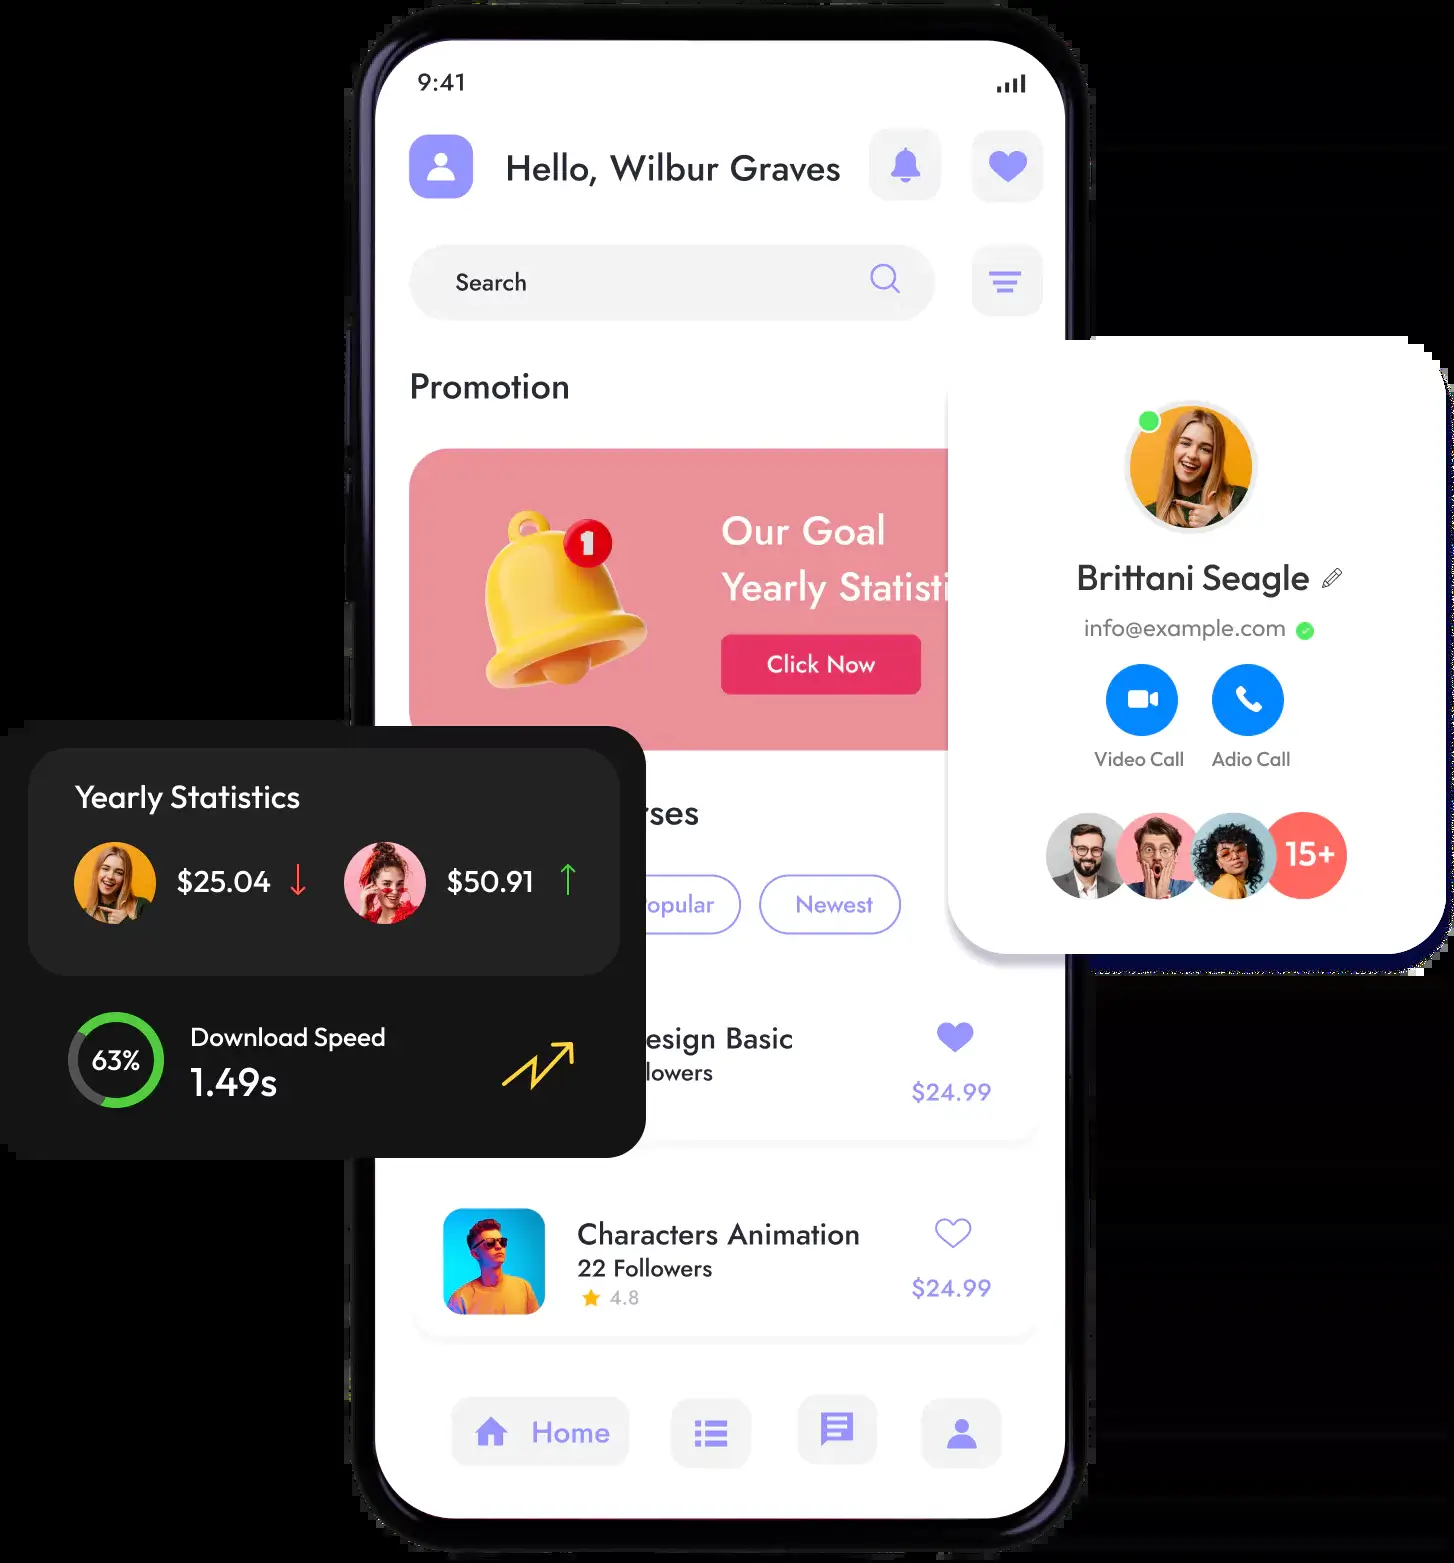 9:41
Hello, Wilbur Graves
Search
Promotion
1
Our Goal
Yearly Statisti
Click Now
Brittani Seagle
info@example.com
Video Call
Adio Call
15+
Yearly Statistics
$25.04
$50.91
63%
Download Speed
1.49s
rses
opular
Newest
esign Basic
lowers
$24.99
Characters Animation
22 Followers
4.8
$24.99
Home